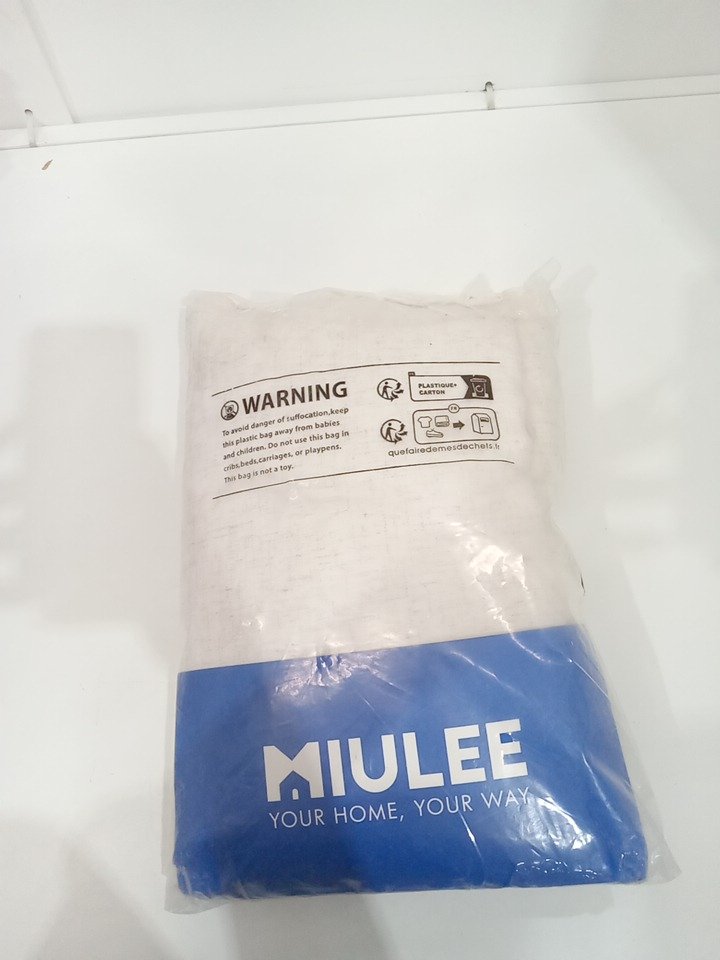 WARNING
To avoid danger of suffocation,keep
this plastic bag away from babies
and children. Do not use this bag in
cribs,beds,carriages, or playpens.
This bag is not a toy.
FR
PLASTIQUE+
CARTON
FR
quefairedemesdechets.fr
MIULEE
YOUR HOME, YOUR WAY